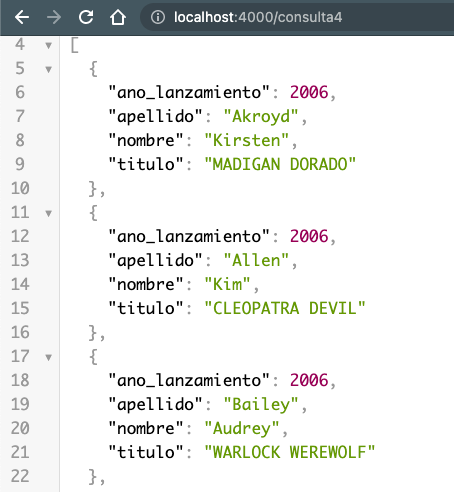 localhost:4000/consulta4
4 [
5 {
6 "ano_lanzamiento": 2006,
7 "apellido": "Akroyd",
8 "nombre": "Kirsten",
9 "titulo": "MADIGAN DORADO"
10 },
11 {
12 "ano_lanzamiento": 2006,
13 "apellido": "Allen",
14 "nombre": "Kim",
15 "titulo": "CLEOPATRA DEVIL"
16 },
17 {
18 "ano_lanzamiento": 2006,
19 "apellido": "Bailey",
20 "nombre": "Audrey",
21 "titulo": "WARLOCK WEREWOLF"
22 },